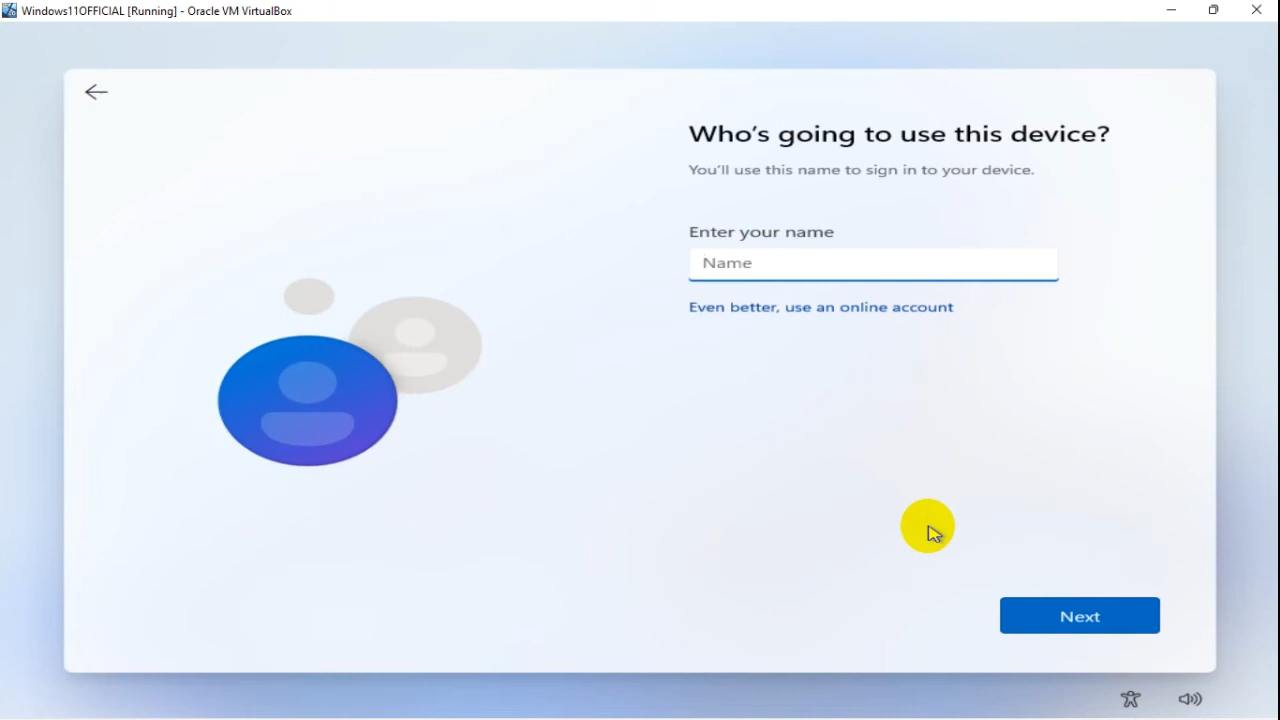 Windows11OFFICIAL [Running] - Oracle VM VirtualBox
Who's going to use this device?
You'll use this name to sign in to your device.
Enter your name
Name
Even better, use an online account
Next